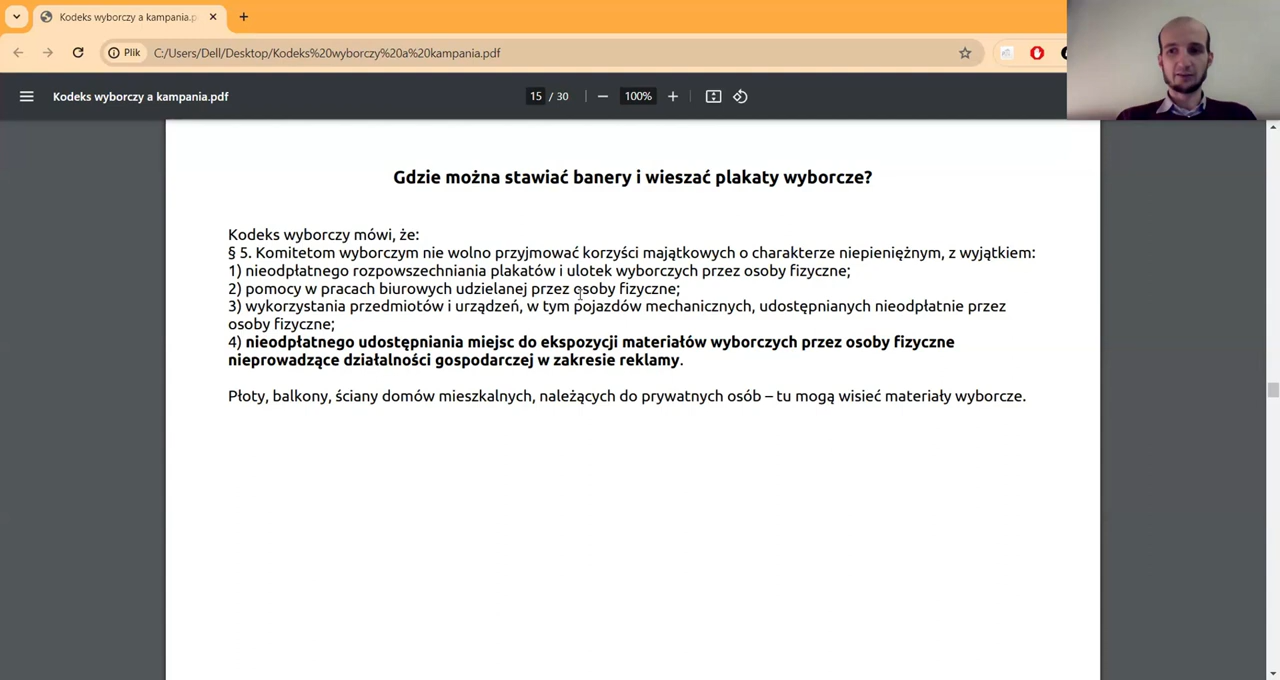 Kodeks wyborczy a kampania.p
Plik
C:/Users/Dell/Desktop/Kodeks%20wyborczy%20a%20kampania.pdf
Kodeks wyborczy a kampania.pdf
15 / 30
100%
Gdzie można stawiać banery i wieszać plakaty wyborcze?
Kodeks wyborczy mówi, że:
§ 5. Komitetom wyborczym nie wolno przyjmować korzyści majątkowych o charakterze niepieniężnym, z wyjątkiem:
1) nieodpłatnego rozpowszechniania plakatów i ulotek wyborczych przez osoby fizyczne;
2) pomocy w pracach biurowych udzielanej przez osoby fizyczne;
3) wykorzystania przedmiotów i urządzeń, w tym pojazdów mechanicznych, udostępnianych nieodpłatnie przez
osoby fizyczne;
4) nieodpłatnego udostępniania miejsc do ekspozycji materiałów wyborczych przez osoby fizyczne
nieprowadzące działalności gospodarczej w zakresie reklamy.
Płoty, balkony, ściany domów mieszkalnych, należących do prywatnych osób – tu mogą wisieć materiały wyborcze.